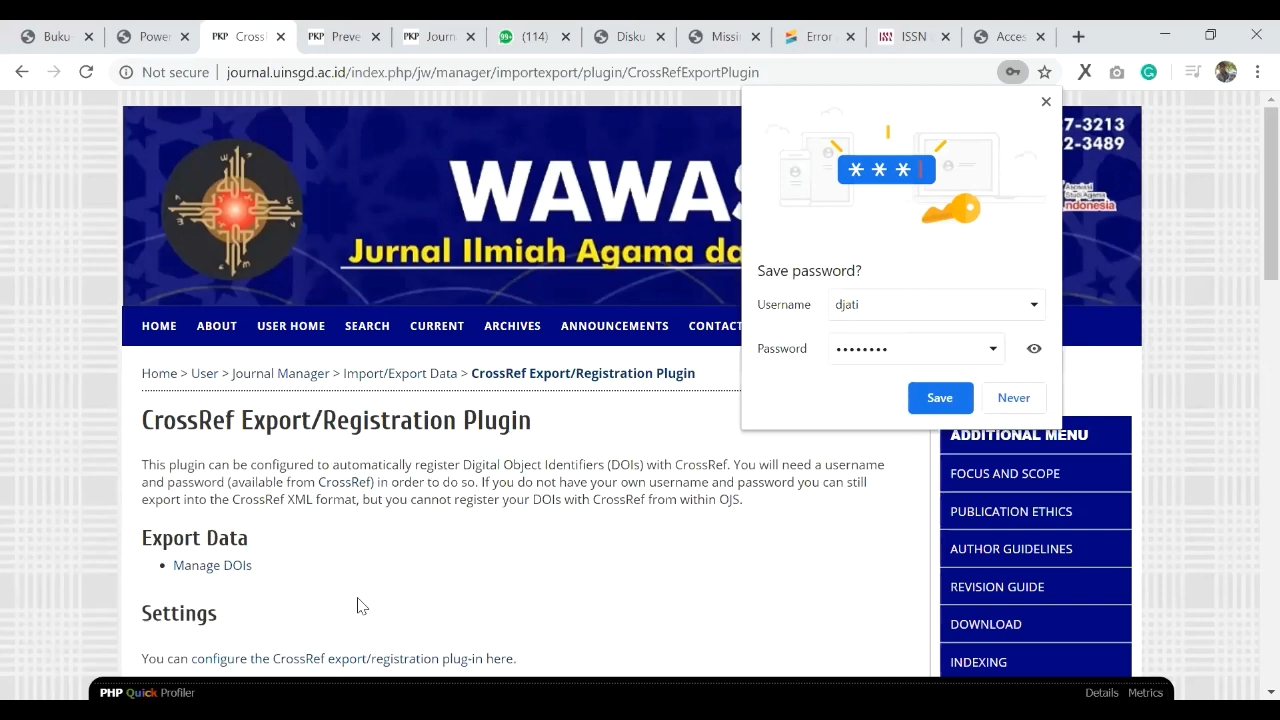 Buku
Power
PKP Cross
PKP Preve
PKP Journ
99+ (114)
Disku
Missi
Error
ISSN
Acces
Not secure | journal.uinsgd.ac.id/index.php/jw/manager/importexport/plugin/CrossRefExportPlugin
7-3213
2-3489
WAWAS
Indonesia
Jurnal Ilmiah Agama da
HOME ABOUT USER HOME SEARCH CURRENT ARCHIVES ANNOUNCEMENTS CONTACT
Save password?
Username djati
Password ••••••••
Save Never
Home > User > Journal Manager > Import/Export Data > CrossRef Export/Registration Plugin
CrossRef Export/Registration Plugin
This plugin can be configured to automatically register Digital Object Identifiers (DOIs) with CrossRef. You will need a username
and password (available from CrossRef) in order to do so. If you do not have your own username and password you can still
export into the CrossRef XML format, but you cannot register your DOIs with CrossRef from within OJS.
Export Data
• Manage DOIs
Settings
You can configure the CrossRef export/registration plug-in here.
ADDITIONAL MENU
FOCUS AND SCOPE
PUBLICATION ETHICS
AUTHOR GUIDELINES
REVISION GUIDE
DOWNLOAD
INDEXING
PHP Quick Profiler
Details Metrics